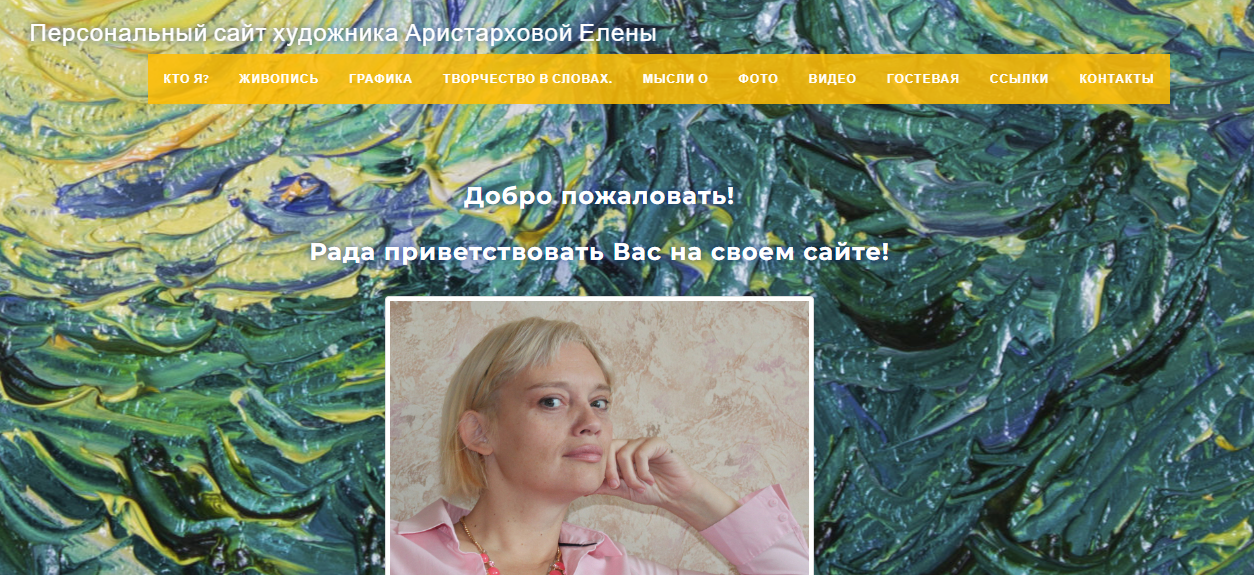 Персональный сайт художника Аристарховой Елены
КТО Я? ЖИВОПИСЬ ГРАФИКА ТВОРЧЕСТВО В СЛОВАХ. МЫСЛИ О ФОТО ВИДЕО ГОСТЕВАЯ ССЫЛКИ КОНТАКТЫ
Добро пожаловать!
Рада приветствовать Вас на своем сайте!